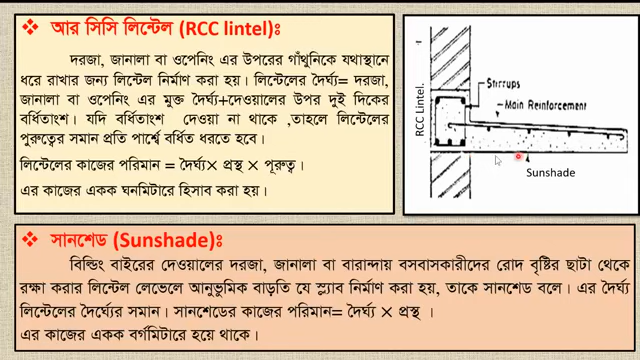 ❖ আর সিসি লিন্টেল (RCC lintel)ঃ
দরজা, জানালা বা ওপেনিং এর উপরের গাঁথুনিকে যথাস্থানে
ধরে রাখার জন্য লিন্টেল নির্মাণ করা হয়। লিন্টেলের দৈর্ঘ্য= দরজা,
জানালা বা ওপেনিং এর মুক্ত দৈর্ঘ্য+দেওয়ালের উপর দুই দিকের
বর্ধিতাংশ। যদি বর্ধিতাংশ দেওয়া না থাকে ,তাহলে লিন্টেলের
পুরুত্বের সমান প্রতি পার্শ্বে বর্ধিত ধরতে হবে।
লিন্টেলের কাজের পরিমান = দৈর্ঘ্য× প্রস্থ × পূরুত্ব।
এর কাজের একক ঘনমিটারে হিসাব করা হয়।
RCC Lintel.
Stirrups
Main Reinforcement
Sunshade
❖ সানশেড (Sunshade)ঃ
বিল্ডিং বাইরের দেওয়ালের দরজা, জানালা বা বারান্দায় বসবাসকারীদের রোদ বৃষ্টির ছাটা থেকে
রক্ষা করার লিন্টেল লেভেলে আনুভুমিক বাড়তি যে স্ল্যাব নির্মাণ করা হয়, তাকে সানশেড বলে। এর দৈর্ঘ্য
লিন্টেলের দৈর্ঘ্যের সমান। সানশেডের কাজের পরিমান= দৈর্ঘ্য × প্রস্থ ।
এর কাজের একক বর্গমিটারে হয়ে থাকে।